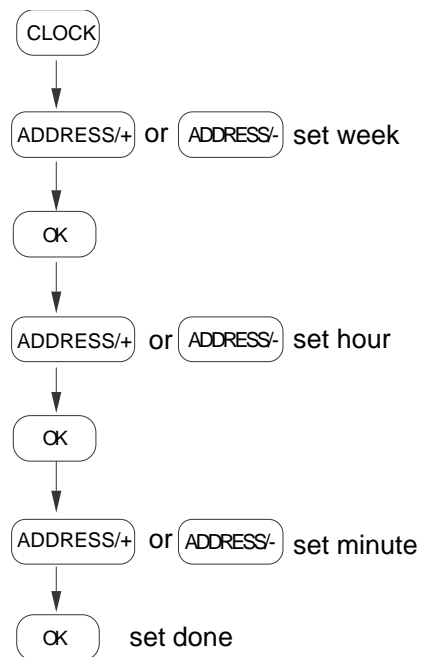 CLOCK
ADDRESS/+ or ADDRESS/- set week
OK
ADDRESS/+ or ADDRESS/- set hour
OK
ADDRESS/+ or ADDRESS/- set minute
OK set done